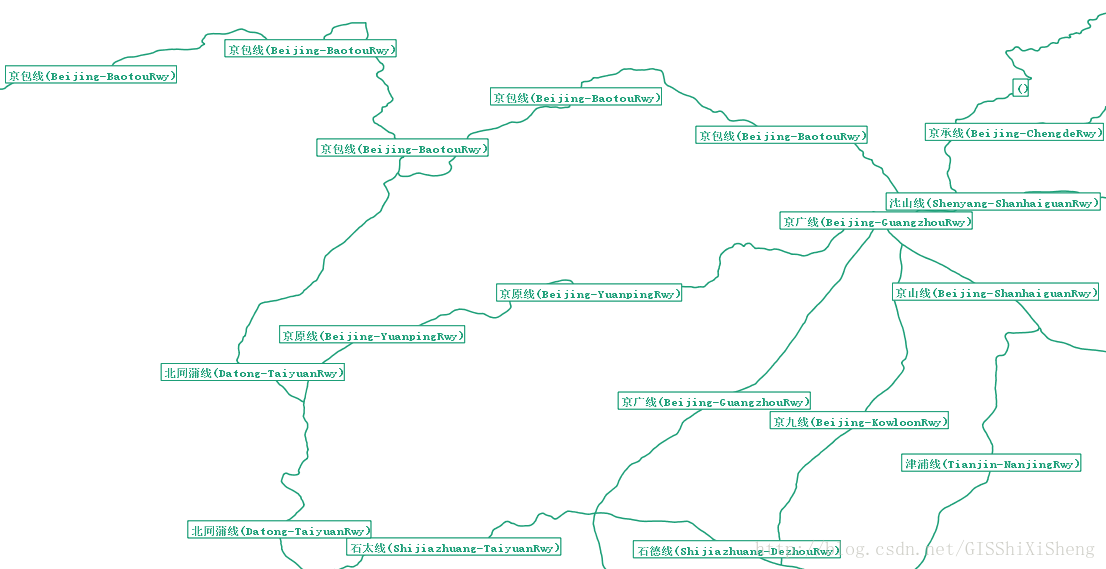 京包线(Beijing-BaotouRwy)
京包线(Beijing-BaotouRwy)
京包线(Beijing-BaotouRwy)
()
京包线(Beijing-BaotouRwy)
京承线(Beijing-ChengdeRwy)
京包线(Beijing-BaotouRwy)
沈山线(Shenyang-ShanhaiguanRwy)
京广线(Beijing-GuangzhouRwy)
京原线(Beijing-YuanpingRwy)
京山线(Beijing-ShanhaiguanRwy)
京原线(Beijing-YuanpingRwy)
北同蒲线(Datong-TaiyuanRwy)
京广线(Beijing-GuangzhouRwy)
京九线(Beijing-KowloonRwy)
津浦线(Tianjin-NanjingRwy)
北同蒲线(Datong-TaiyuanRwy)
石太线(Shijiazhuang-TaiyuanRwy)
石德线(Shijiazhuang-DezhouRwy)
http://blog.csdn.net/GISShiXiSheng